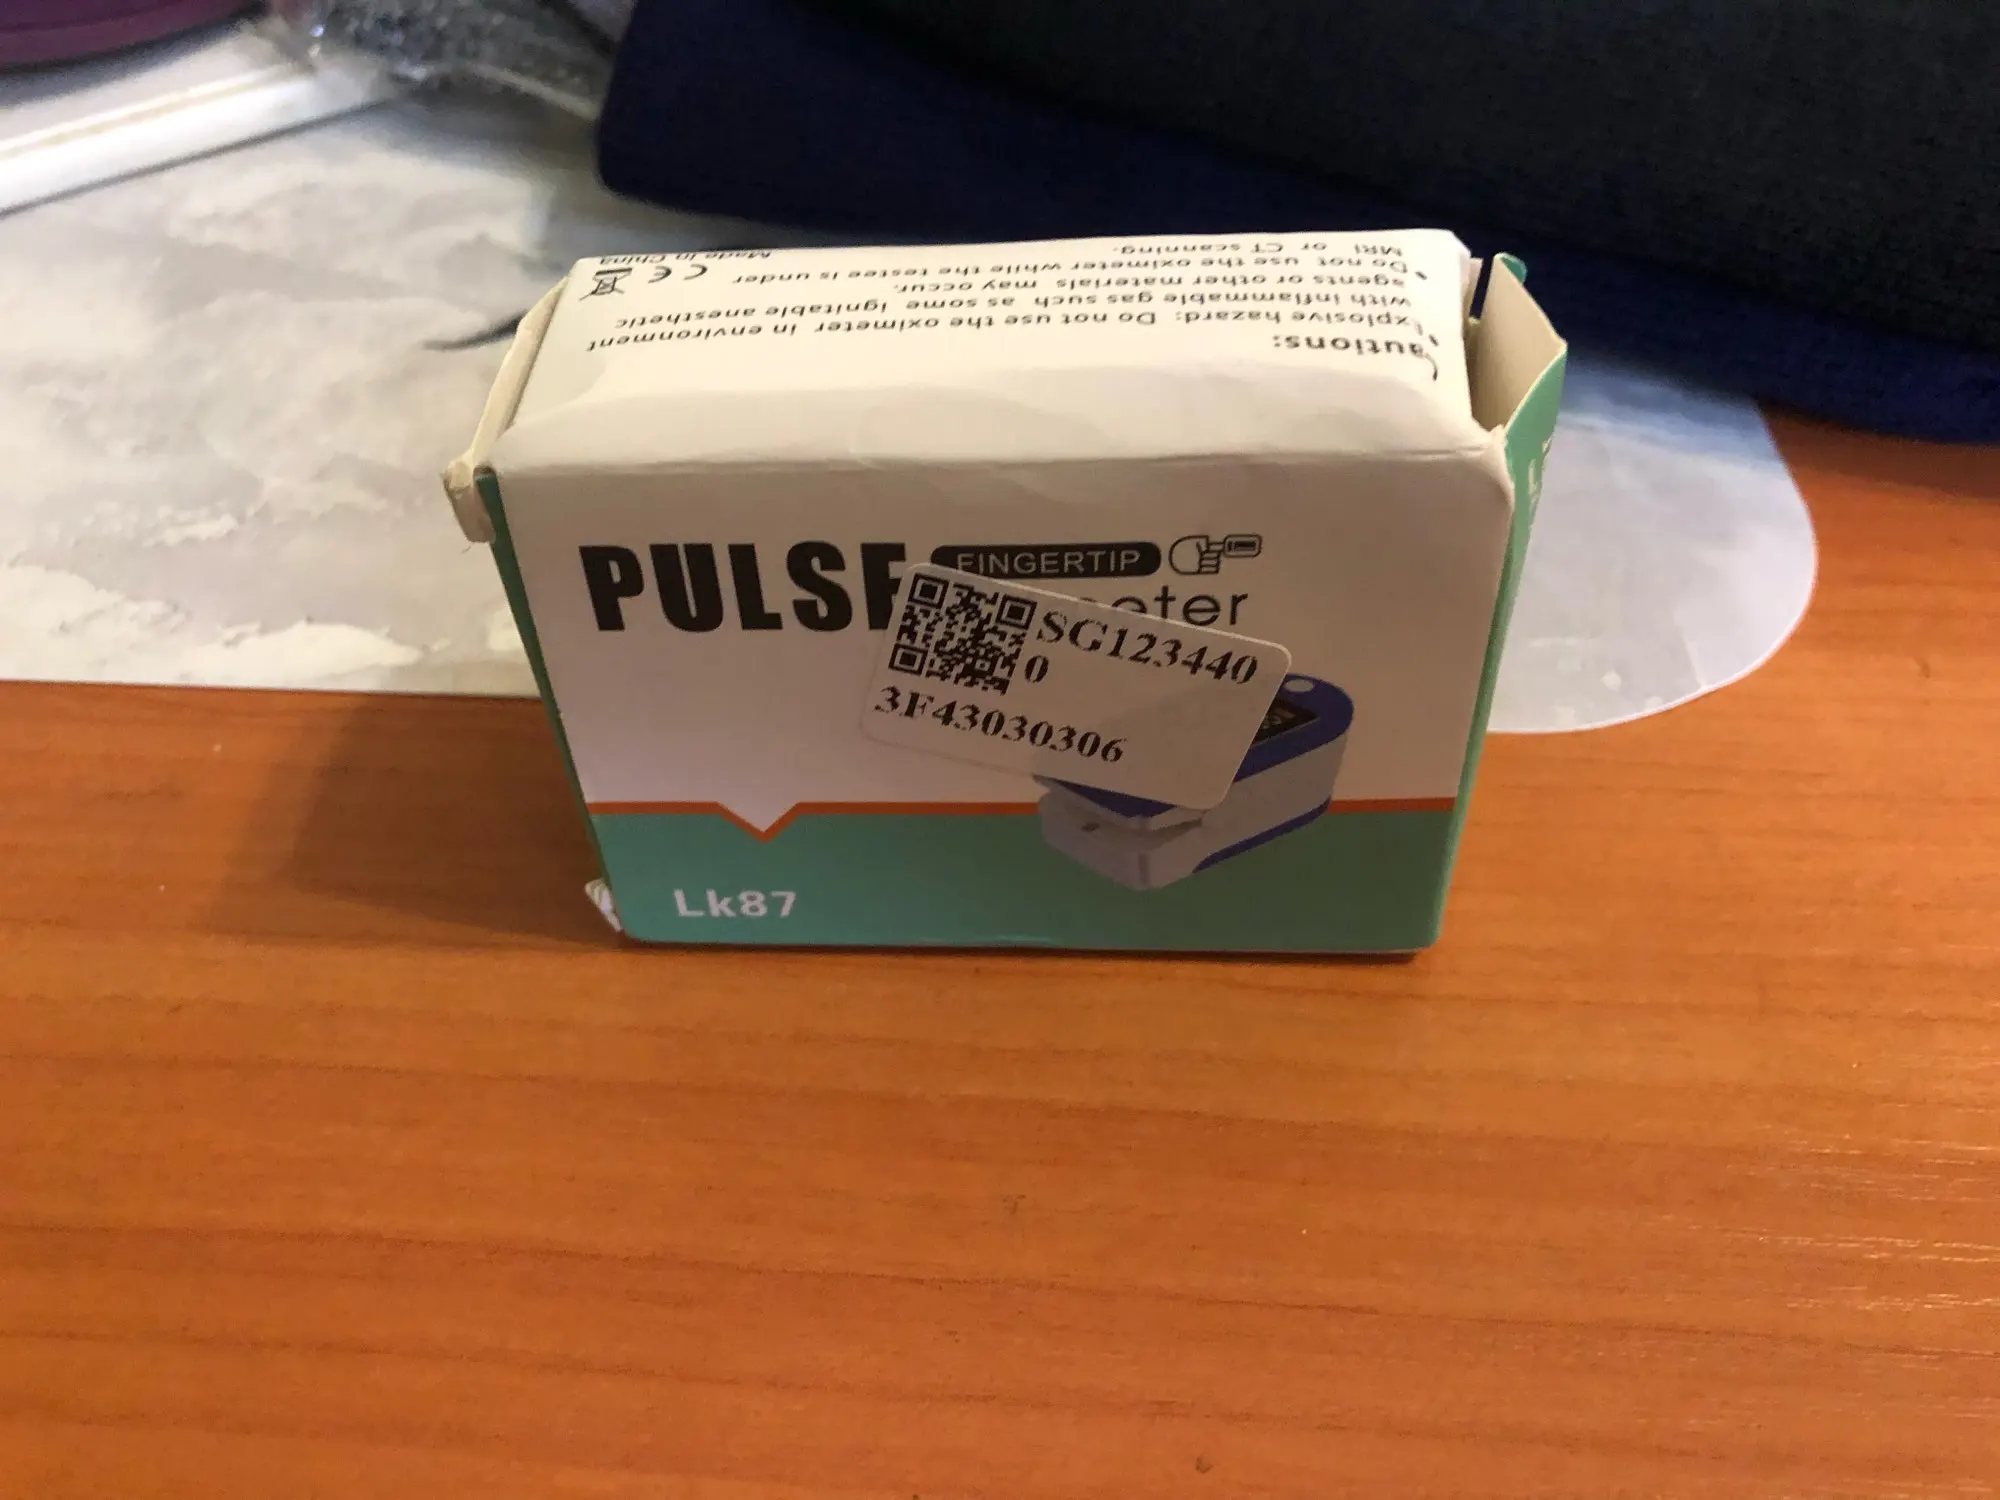 Cautions:
Explosive hazard: Do not use the oximeter in environment
with inflammable gas such as some ignitable anesthetic
agents or other materials may occur.
Do not use the oximeter while the testee is under
MRI or CT scanning.
CE
Made in China
PULSE
FINGERTIP
eter
SG123440
0
3F43030306
Lk87